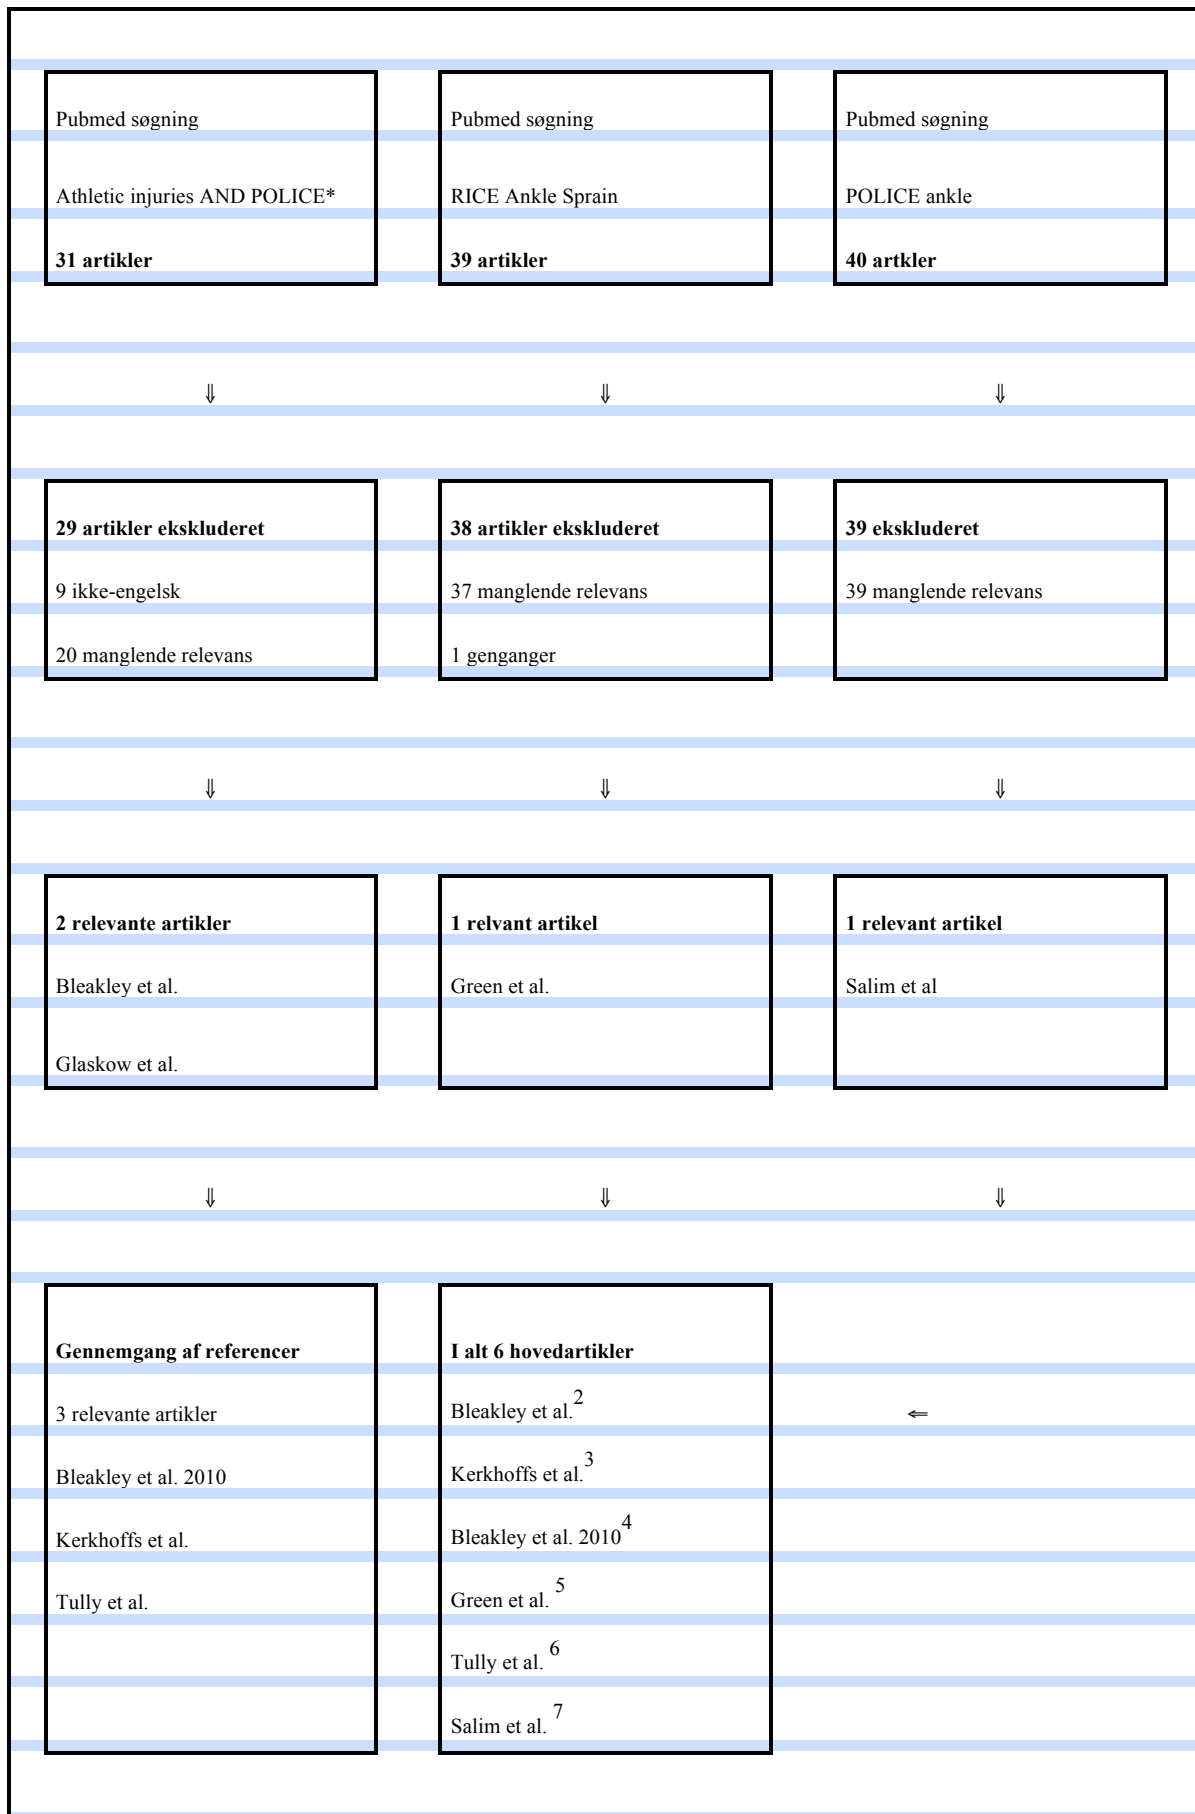 Pubmed søgning
Athletic injuries AND POLICE*
31 artikler
Pubmed søgning
RICE Ankle Sprain
39 artikler
Pubmed søgning
POLICE ankle
40 artkler
⇓
⇓
⇓
29 artikler ekskluderet
9 ikke-engelsk
20 manglende relevans
38 artikler ekskluderet
37 manglende relevans
1 genganger
39 ekskluderet
39 manglende relevans
⇓
⇓
⇓
2 relevante artikler
Bleakley et al.
Glaskow et al.
1 relvant artikel
Green et al.
1 relevant artikel
Salim et al
⇓
⇓
⇓
Gennemgang af referencer
3 relevante artikler
Bleakley et al. 2010
Kerkhoffs et al.
Tully et al.
I alt 6 hovedartikler
Bleakley et al.2
Kerkhoffs et al.3
Bleakley et al. 20104
Green et al. 5
Tully et al. 6
Salim et al. 7
⇐